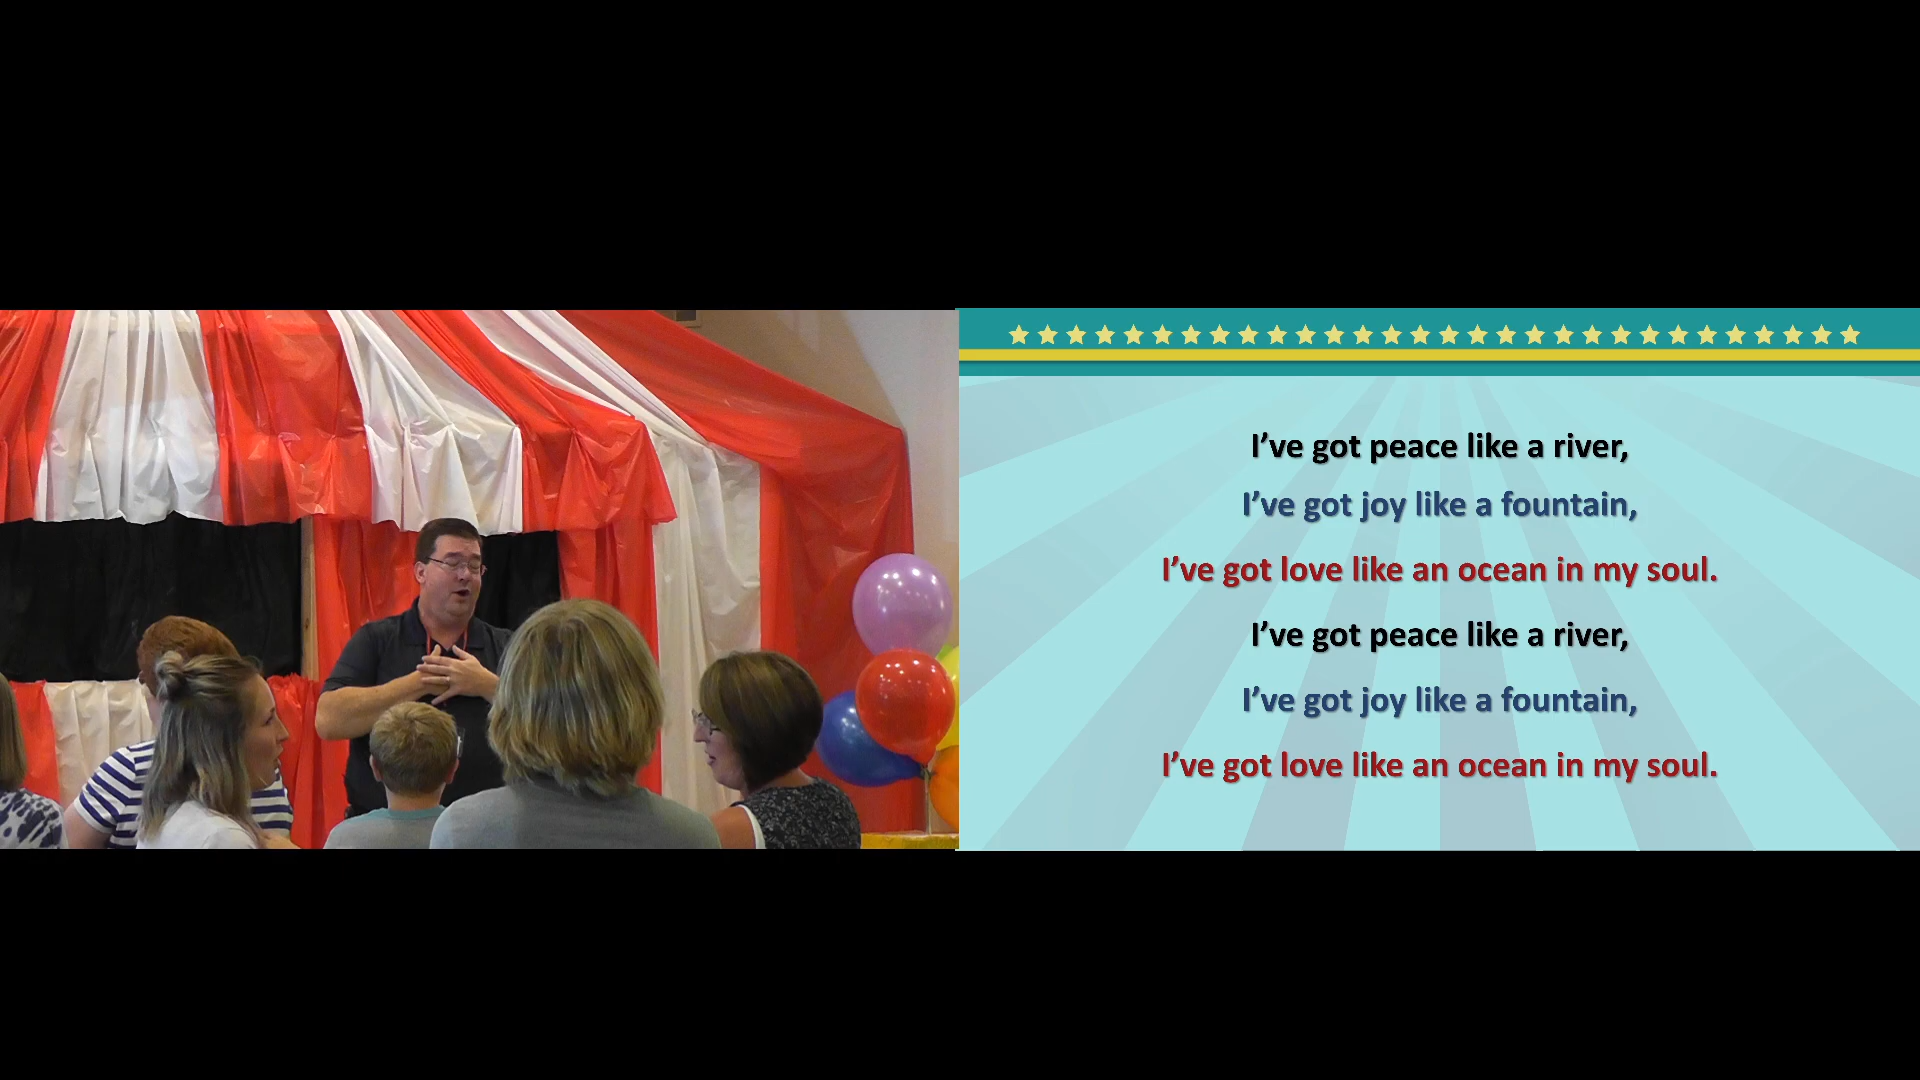 I’ve got peace like a river,
I’ve got joy like a fountain,
I’ve got love like an ocean in my soul.
I’ve got peace like a river,
I’ve got joy like a fountain,
I’ve got love like an ocean in my soul.